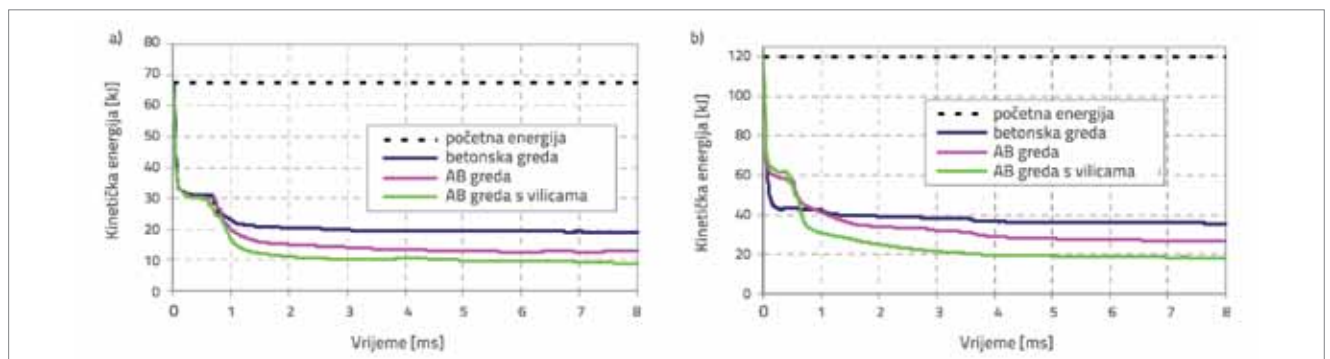 a)
Kinetička energija [kJ]
80
70
60
50
40
30
20
10
0
početna energija
betonska greda
AB greda
AB greda s vilicama
0 1 2 3 4 5 6 7 8
Vrijeme [ms]
b)
Kinetička energija [kJ]
120
100
80
60
40
20
0
početna energija
betonska greda
AB greda
AB greda s vilicama
0 1 2 3 4 5 6 7 8
Vrijeme [ms]